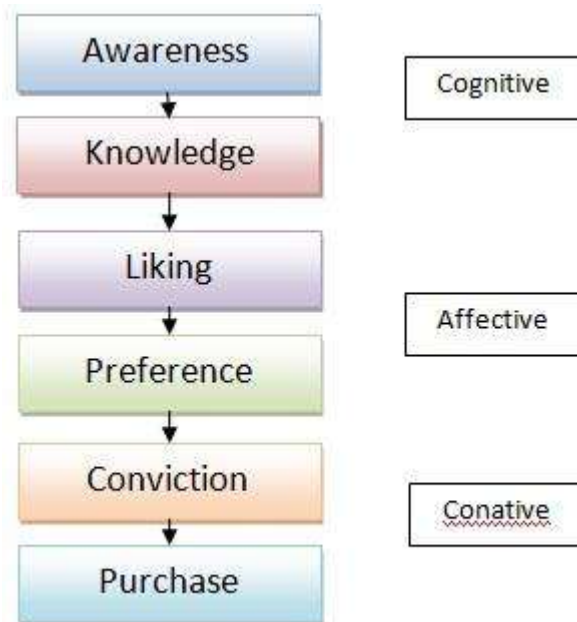 Awareness
Cognitive
Knowledge
Liking
Affective
Preference
Conviction
Conative
Purchase